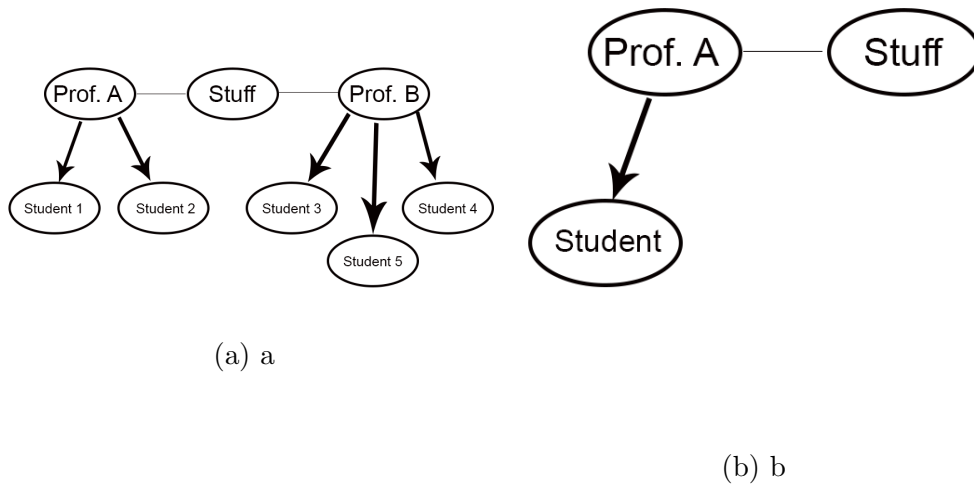 Prof. A
Stuff
Prof. B
Student 1
Student 2
Student 3
Student 4
Student 5
(a) a
Prof. A
Stuff
Student
(b) b